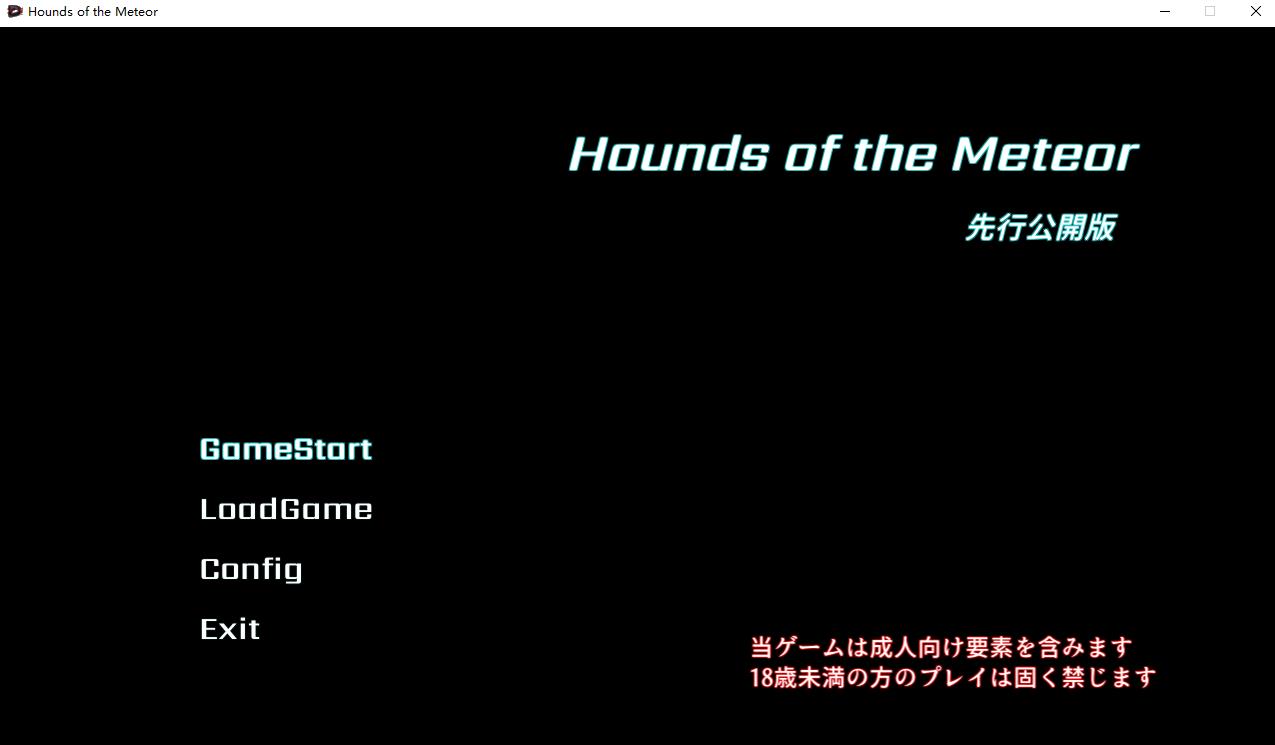 Hounds of the Meteor
Hounds of the Meteor
先行公開版
GameStart
LoadGame
Config
Exit
当ゲームは成人向け要素を含みます
18歳未満の方のプレイは固く禁じます